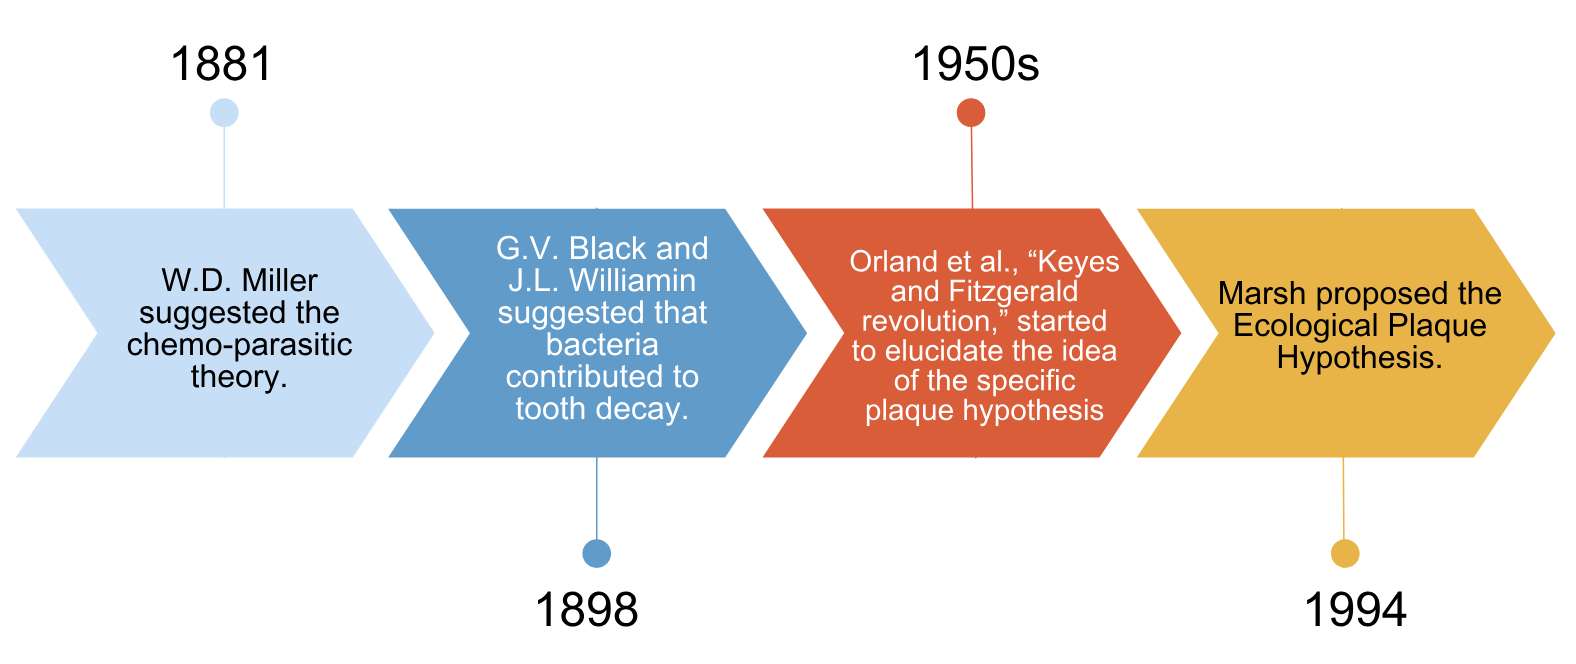 1881
W.D. Miller
suggested the
chemo-parasitic
theory.
G.V. Black and
J.L. Williamin
suggested that
bacteria
contributed to
tooth decay.
1898
1950s
Orland et al., “Keyes
and Fitzgerald
revolution,” started
to elucidate the idea
of the specific
plaque hypothesis
Marsh proposed the
Ecological Plaque
Hypothesis.
1994